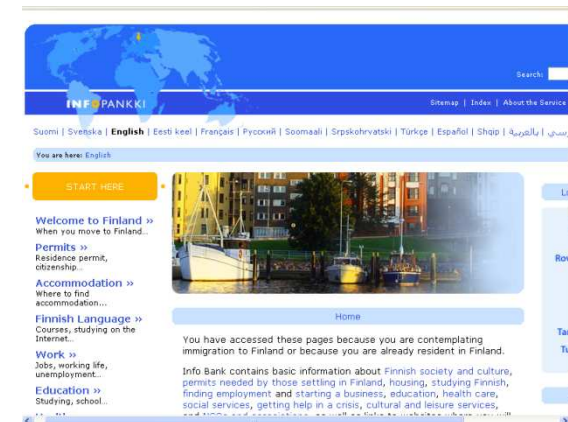 Search:
INFOPANKKI
Sitemap | Index | About the Service
Suomi | Svenska | English | Eesti keel | Français | Русский | Soomaali | Srpskohrvatski | Türkçe | Español | Shqip | بالعربية |
You are here: English
START HERE
Welcome to Finland »
When you move to Finland...
Permits »
Residence permit,
citizenship...
Accommodation »
Where to find
accommodation...
Finnish Language »
Courses, studying on the
Internet...
Work »
Jobs, working life,
unemployment...
Education »
Studying, school...
Home
You have accessed these pages because you are contemplating
immigration to Finland or because you are already resident in Finland.
Info Bank contains basic information about Finnish society and culture,
permits needed by those settling in Finland, housing, studying Finnish,
finding employment and starting a business, education, health care,
social services, getting help in a crisis, cultural and leisure services,